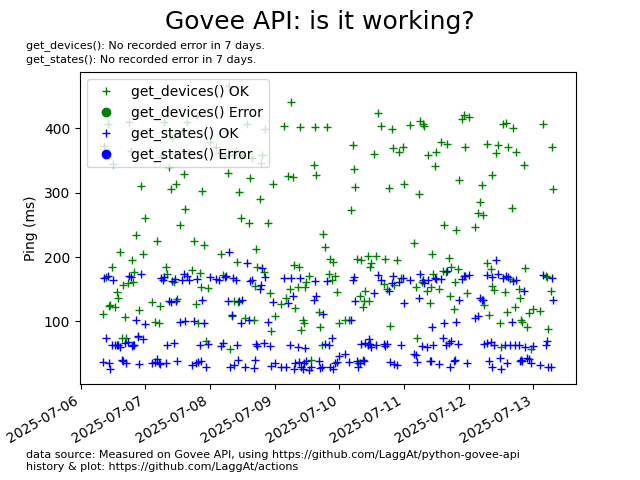 Govee API: is it working?
get_devices(): No recorded error in 7 days.
get_states(): No recorded error in 7 days.
get_devices() OK
get_devices() Error
get_states() OK
get_states() Error
Ping (ms)
400
300
200
100
2025-07-06
2025-07-07
2025-07-08
2025-07-09
2025-07-10
2025-07-11
2025-07-12
2025-07-13
data source: Measured on Govee API, using https://github.com/LaggAt/python-govee-api
history & plot: https://github.com/LaggAt/actions